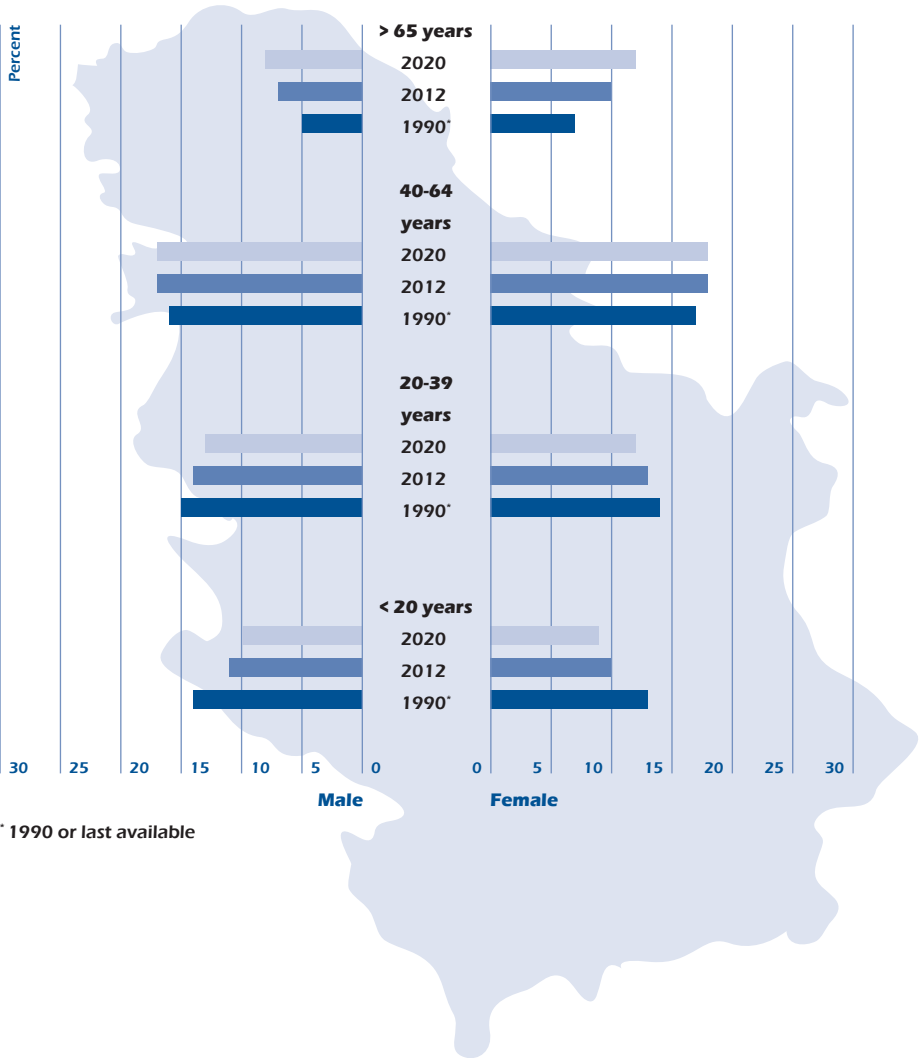 Percent
> 65 years
2020
2012
1990*
40-64
years
2020
2012
1990*
20-39
years
2020
2012
1990*
< 20 years
2020
2012
1990*
30 25 20 15 10 5 0 0 5 10 15 20 25 30
Male Female
* 1990 or last available